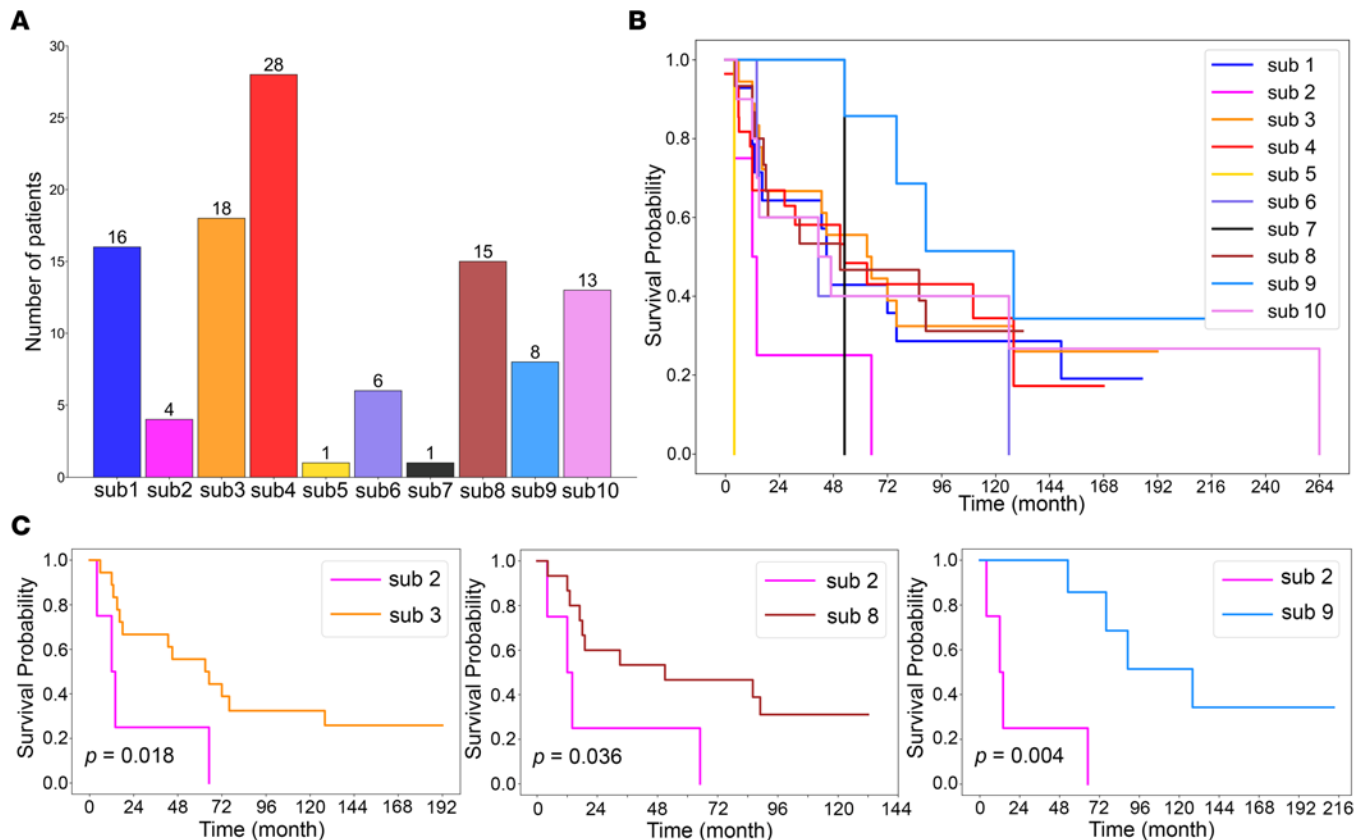 A
Number of patients
30
25
20
15
10
5
0
16
4
18
28
1
6
1
15
8
13
sub1 sub2 sub3 sub4 sub5 sub6 sub7 sub8 sub9 sub10
B
Survival Probability
1.0
0.8
0.6
0.4
0.2
0.0
sub 1
sub 2
sub 3
sub 4
sub 5
sub 6
sub 7
sub 8
sub 9
sub 10
0 24 48 72 96 120 144 168 192 216 240 264
Time (month)
C
Survival Probability
1.0
0.8
0.6
0.4
0.2
0.0
sub 2
sub 3
p = 0.018
0 24 48 72 96 120 144 168 192
Time (month)
Survival Probability
1.0
0.8
0.6
0.4
0.2
0.0
sub 2
sub 8
p = 0.036
0 24 48 72 96 120 144
Time (month)
Survival Probability
1.0
0.8
0.6
0.4
0.2
0.0
sub 2
sub 9
p = 0.004
0 24 48 72 96 120 144 168 192 216
Time (month)